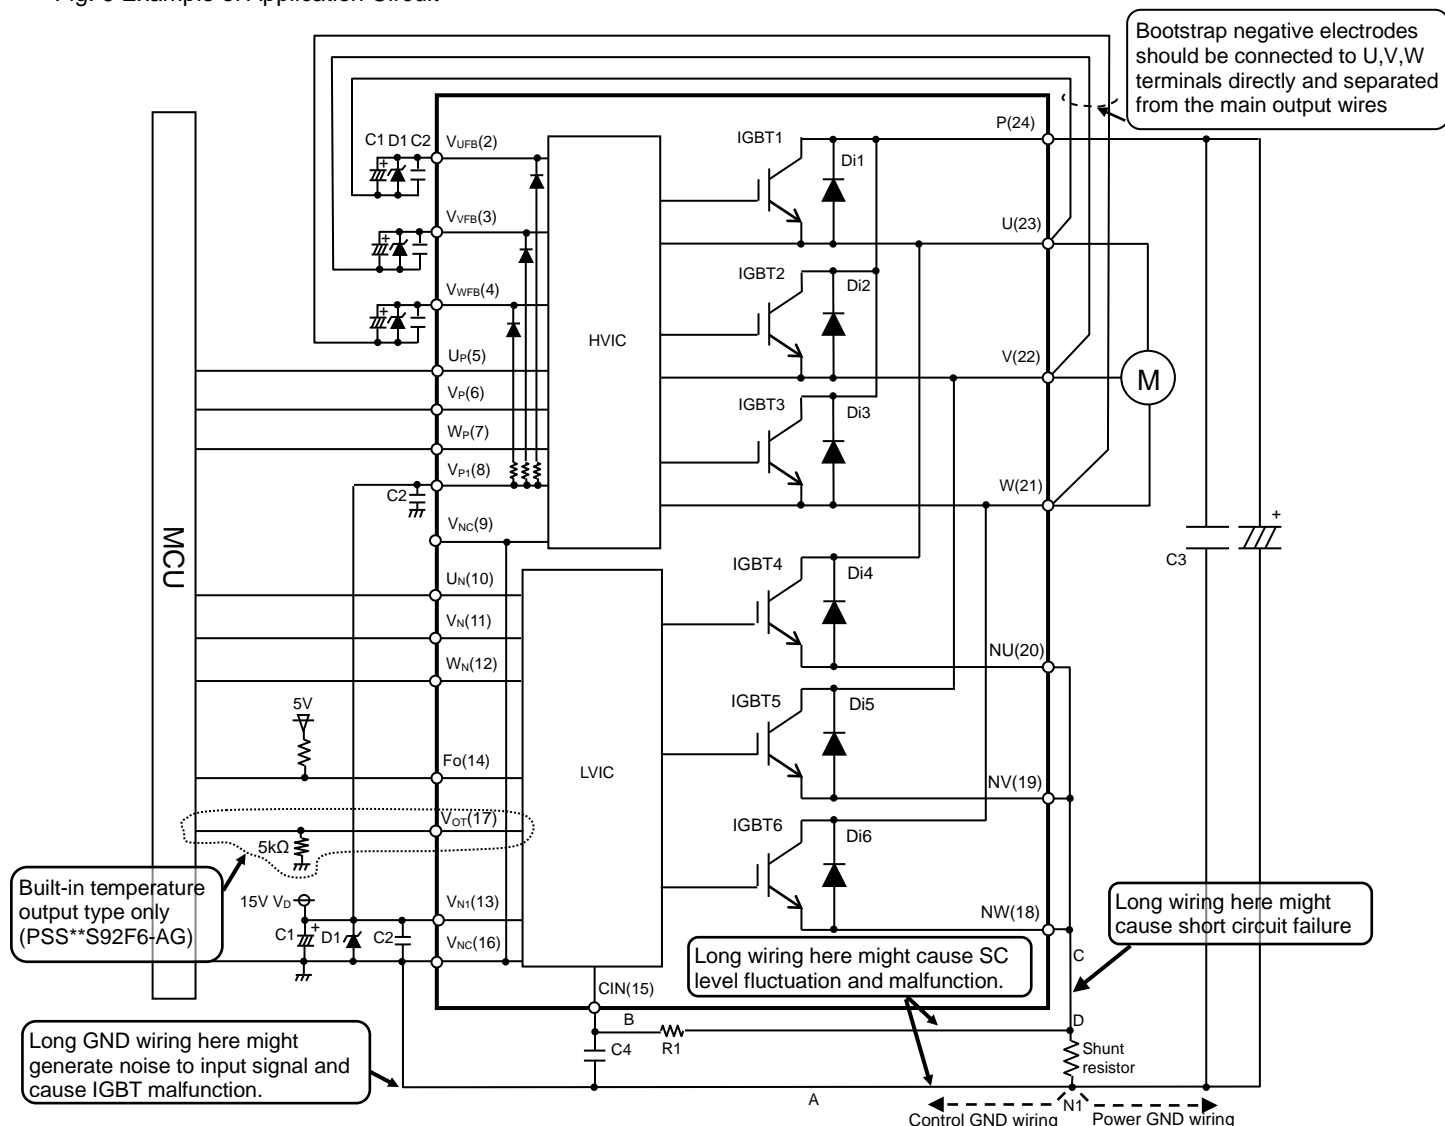 Fig. 5 Example of Application Circuit
Bootstrap negative electrodes
should be connected to U,V,W
terminals directly and separated
from the main output wires
C1 D1 C2
VUFB(2)
IGBT1
P(24)
Di1
VVFB(3)
U(23)
IGBT2
Di2
VWFB(4)
HVIC
UP(5)
V(22)
M
VP(6)
IGBT3
Di3
WP(7)
VP1(8)
C2
W(21)
+
VNC(9)
MCU
C3
IGBT4
UN(10)
Di4
VN(11)
WN(12)
NU(20)
5V
IGBT5
Di5
Fo(14)
LVIC
NV(19)
VOT(17)
IGBT6
Di6
5kΩ
Built-in temperature
output type only
(PSS**S92F6-AG)
15V VD
VN1(13)
C1
+
D1
C2
VNC(16)
NW(18)
Long wiring here might
cause short circuit failure
Long wiring here might cause SC
level fluctuation and malfunction.
C
CIN(15)
B
D
Long GND wiring here might
generate noise to input signal and
cause IGBT malfunction.
C4
R1
Shunt
resistor
A
Control GND wiring
N1
Power GND wiring